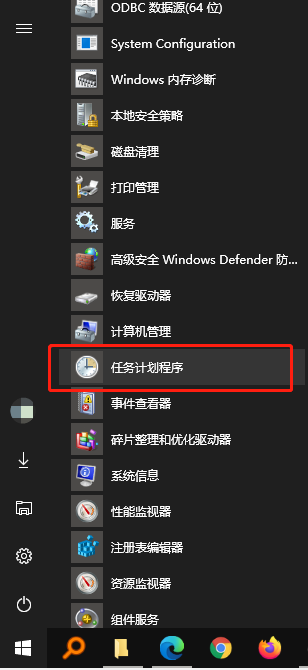 ODBC 数据源(64 位)
System Configuration
Windows 内存诊断
本地安全策略
磁盘清理
打印管理
服务
高级安全 Windows Defender 防...
恢复驱动器
计算机管理
任务计划程序
事件查看器
碎片整理和优化驱动器
系统信息
性能监视器
注册表编辑器
资源监视器
组件服务